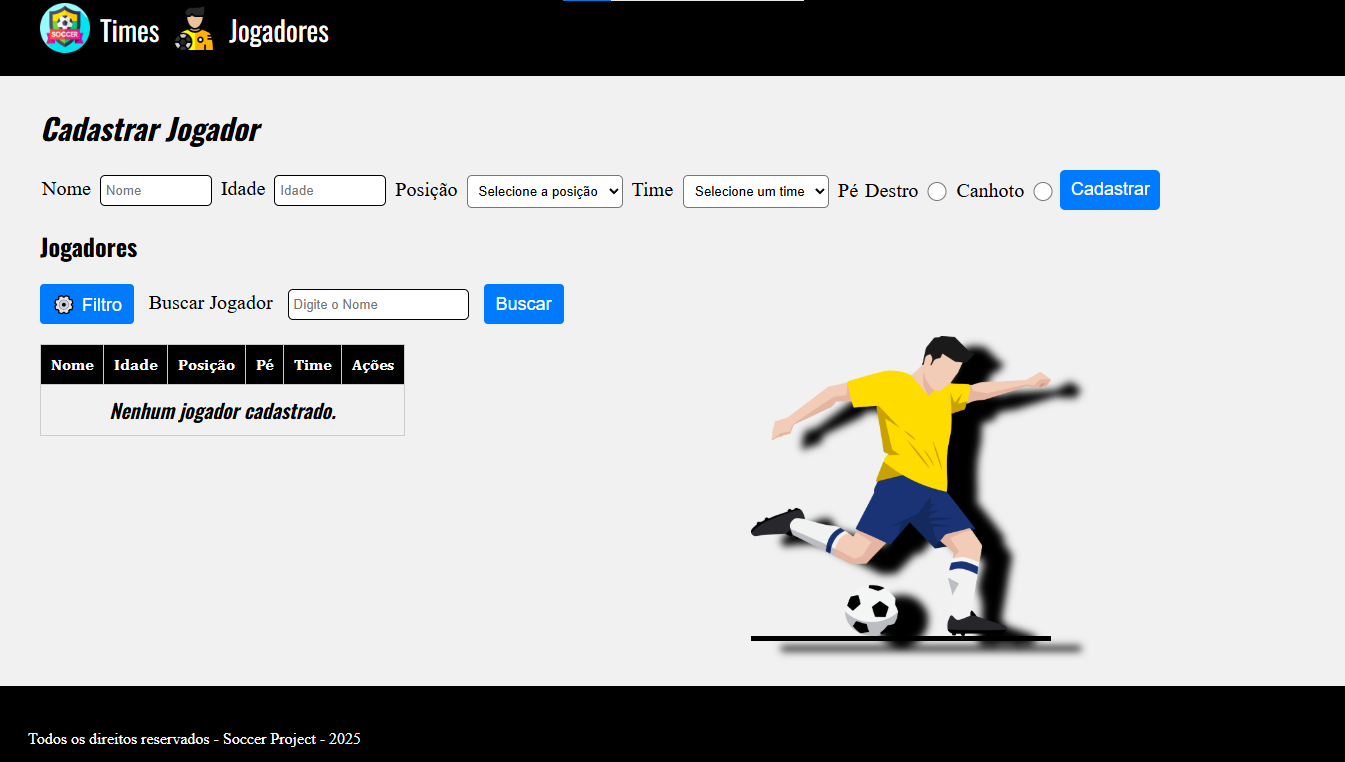 SOCCER Times Jogadores
Cadastrar Jogador
Nome Nome Idade Idade Posição Selecione a posição Time Selecione um time Pé Destro Canhoto Cadastrar
Jogadores
Filtro Buscar Jogador Digite o Nome Buscar
Nome Idade Posição Pé Time Ações
Nenhum jogador cadastrado.
Todos os direitos reservados - Soccer Project - 2025